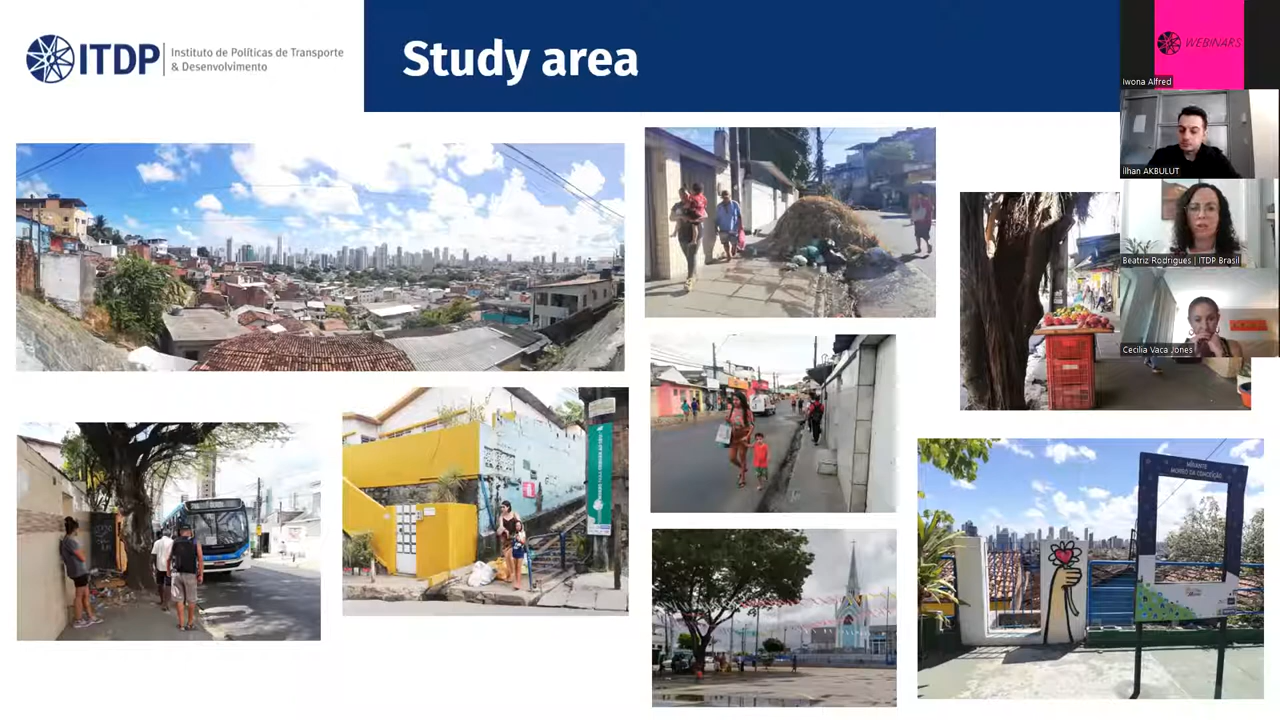 ITDP
Instituto de Políticas de Transporte
& Desenvolvimento
Study area
WEBINARS
Iwona Alfred
ilhan AKBULUT
Beatriz Rodrigues | ITDP Brasil
Cecilia Vaca Jones
MIRANTE
MORRO DA CONCEIÇÃO